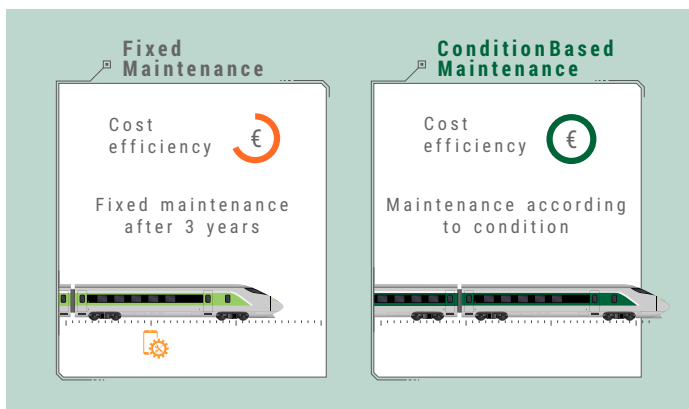 Fixed
Maintenance
Cost
efficiency
€
Fixed maintenance
after 3 years
ConditionBased
Maintenance
Cost
efficiency
€
Maintenance according
to condition